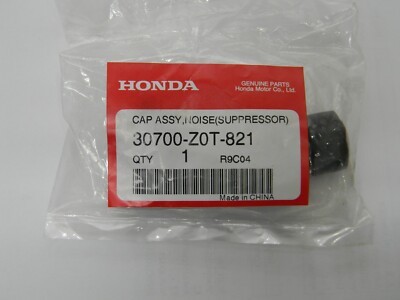 HONDA
GENUINE PARTS
Honda Motor Co., Ltd.
CAP ASSY,NOISE(SUPPRESSOR)
30700-Z0T-821
QTY 1 R9C04
Made in CHINA